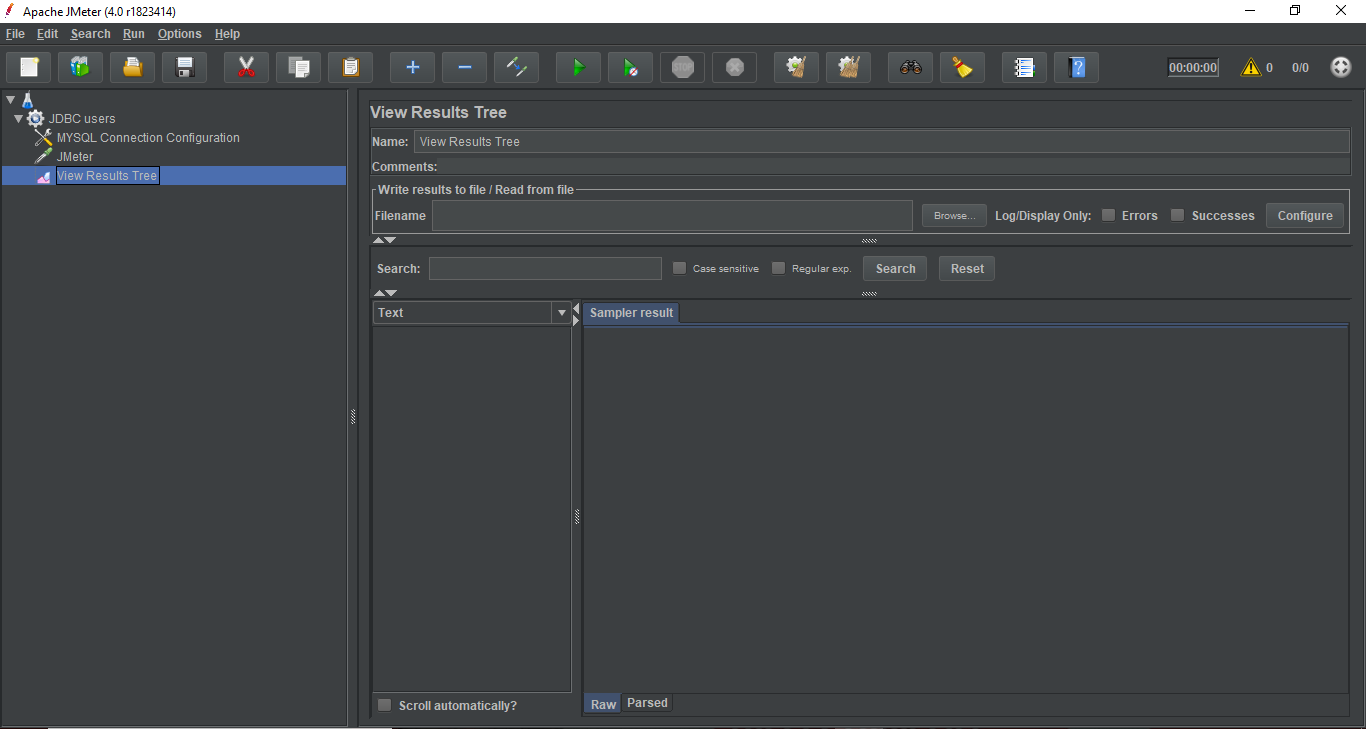 Apache JMeter (4.0 r1823414)
File Edit Search Run Options Help
STOP
?
00:00:00 0 0/0
JDBC users
MYSQL Connection Configuration
JMeter
View Results Tree
View Results Tree
Name: View Results Tree
Comments:
Write results to file / Read from file
Filename Browse... Log/Display Only: Errors Successes Configure
Search: Case sensitive Regular exp. Search Reset
Text
Sampler result
Scroll automatically?
Raw Parsed